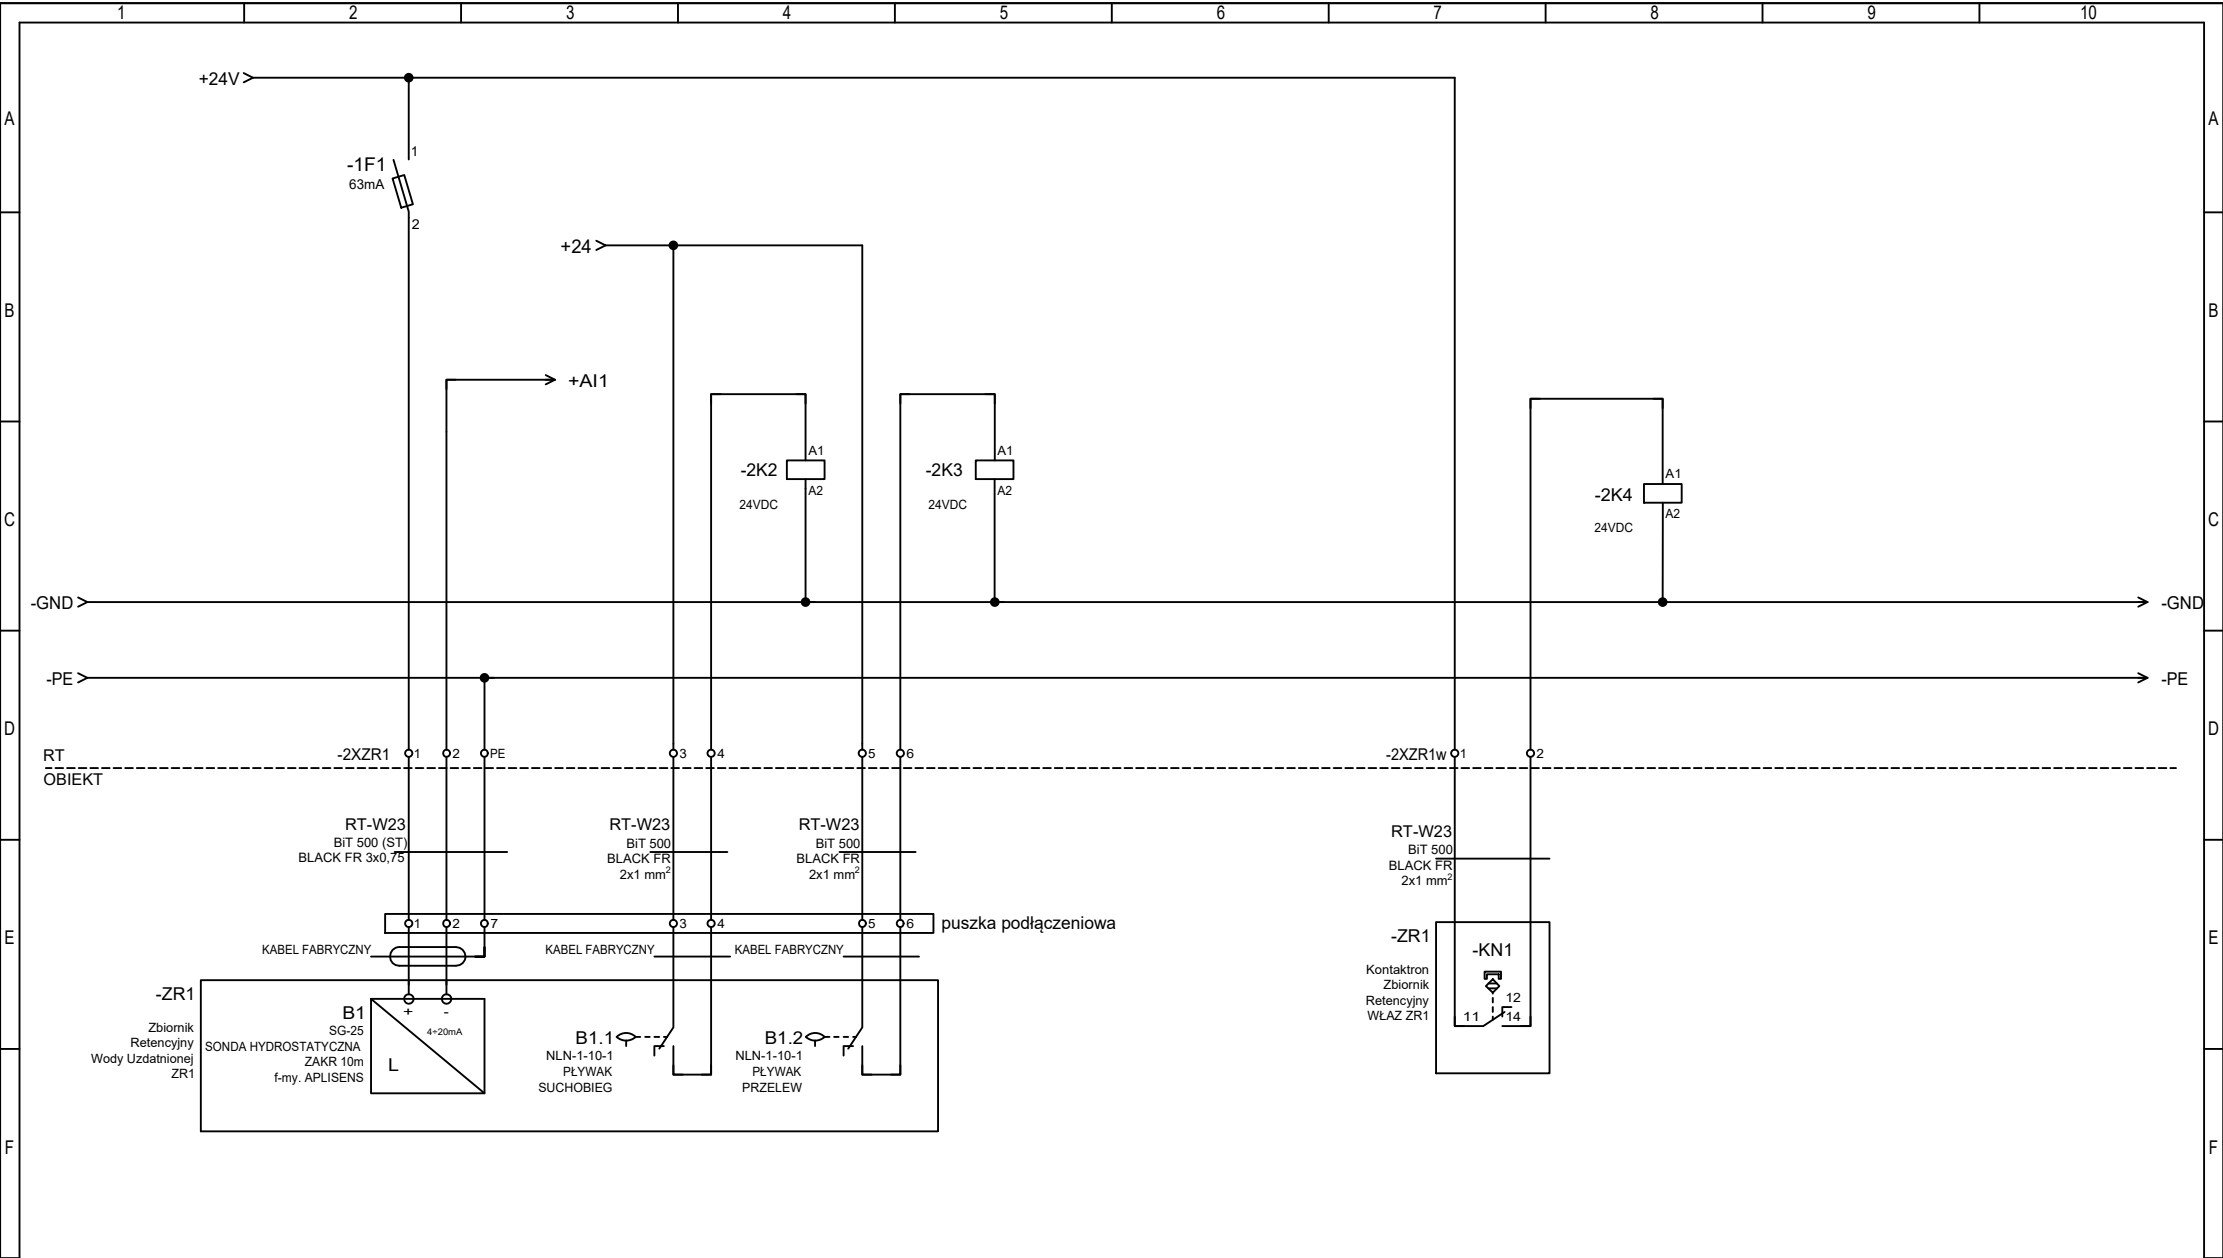 1 2 3 4 5 6 7 8 9 10
+24V
A A
1
-1F1
63mA
2
+24
B B
+AI1
A1 A1
-2K2 -2K3
A2 A2
24VDC 24VDC
A1
-2K4
A2
24VDC
C C
-GND -GND
-PE -PE
D D
RT -2XZR1 1 2 PE 3 4 5 6 -2XZR1w 1 2
OBIEKT
RT-W23
BiT 500 (ST)
BLACK FR 3x0,75
RT-W23
BiT 500
BLACK FR
2x1 mm²
RT-W23
BiT 500
BLACK FR
2x1 mm²
RT-W23
BiT 500
BLACK FR
2x1 mm²
1 2 7 3 4 5 6 puszka podłączeniowa
E E
KABEL FABRYCZNY KABEL FABRYCZNY KABEL FABRYCZNY
-ZR1
Zbiornik
Retencyjny
Wody Uzdatnionej
ZR1
B1
SG-25
SONDA HYDROSTATYCZNA
ZAKR 10m
f-my. APLISENS
+ -
4÷20mA
L
B1.1
NLN-1-10-1
PŁYWAK
SUCHOBIEG
B1.2
NLN-1-10-1
PŁYWAK
PRZELEW
-ZR1
Kontaktron
Zbiornik
Retencyjny
WŁAZ ZR1
-KN1
12
11 14
F F